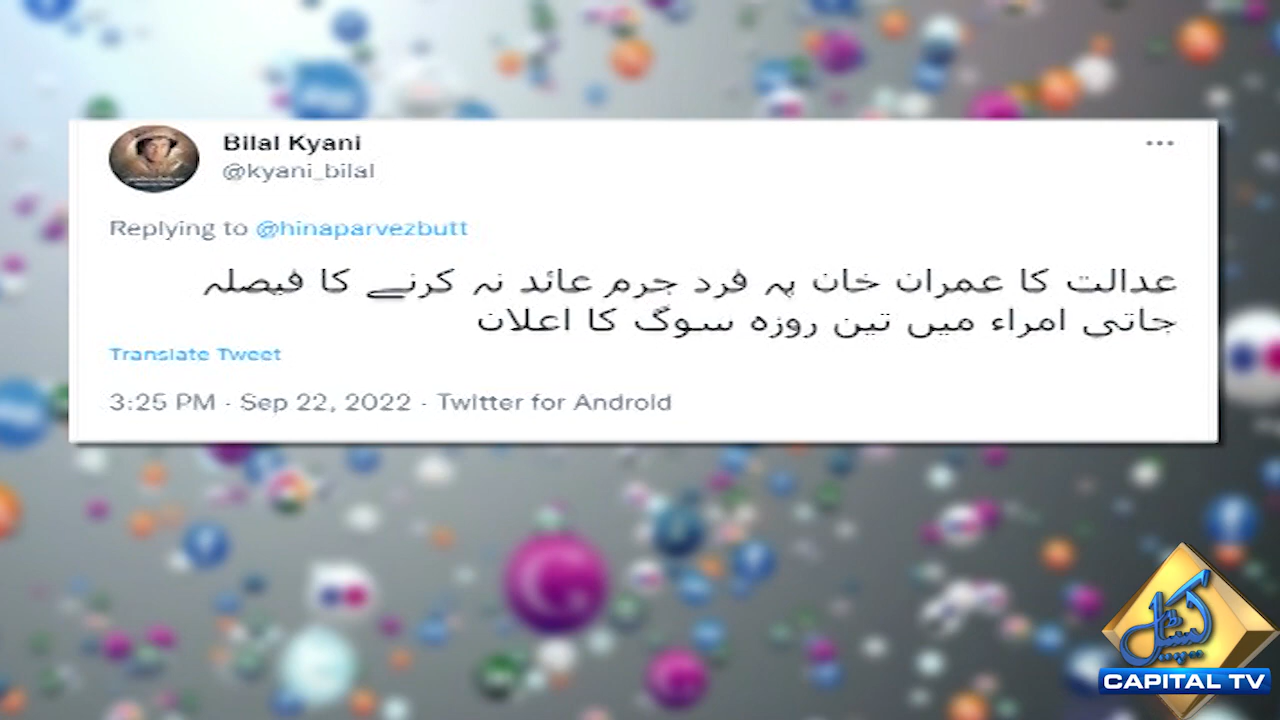 Bilal Kyani
@kyani_bilal
Replying to @hinaparvezbutt
عدالت کا عمران خان پہ فرد جرم عائد نہ کرنے کا فیصلہ
جاتی امراء میں تین روزہ سوگ کا اعلان
Translate Tweet
3:25 PM · Sep 22, 2022 · Twitter for Android
کیپیٹل
CAPITAL TV